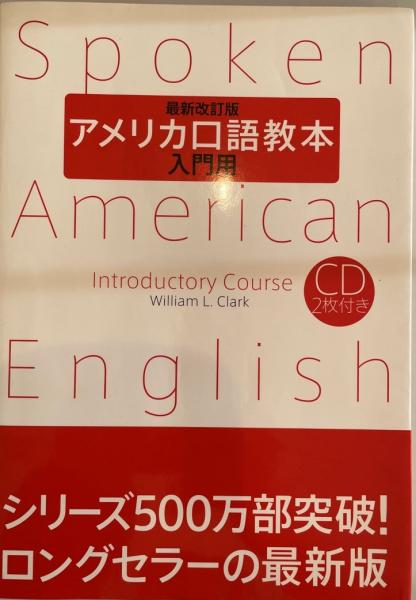 Spoken
最新改訂版
アメリカ口語教本
入門用
American
Introductory Course
William L. Clark
CD
2枚付き
English
シリーズ500万部突破!
ロングセラーの最新版